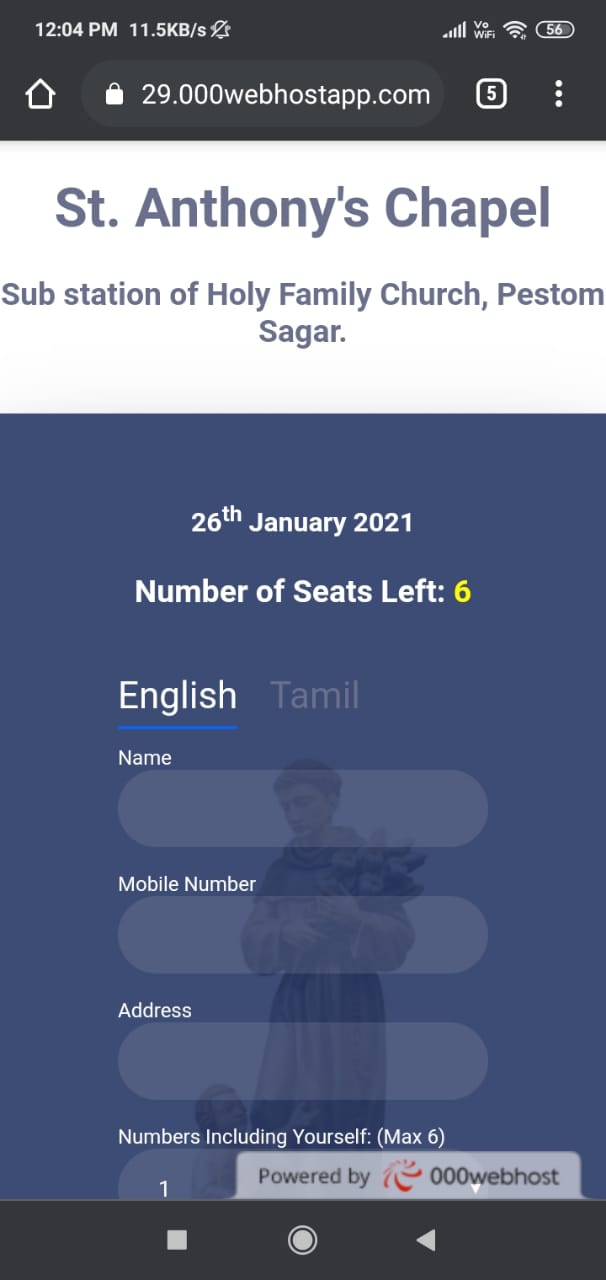 12:04 PM 11.5KB/s Vo WiFi 56
29.000webhostapp.com 5
St. Anthony's Chapel
Sub station of Holy Family Church, Pestom
Sagar.
26th January 2021
Number of Seats Left: 6
English Tamil
Name
Mobile Number
Address
Numbers Including Yourself: (Max 6)
1
Powered by 000webhost